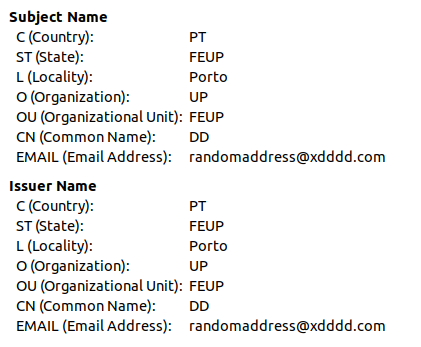 Subject Name
C (Country): PT
ST (State): FEUP
L (Locality): Porto
O (Organization): UP
OU (Organizational Unit): FEUP
CN (Common Name): DD
EMAIL (Email Address): randomaddress@xdddd.com
Issuer Name
C (Country): PT
ST (State): FEUP
L (Locality): Porto
O (Organization): UP
OU (Organizational Unit): FEUP
CN (Common Name): DD
EMAIL (Email Address): randomaddress@xdddd.com